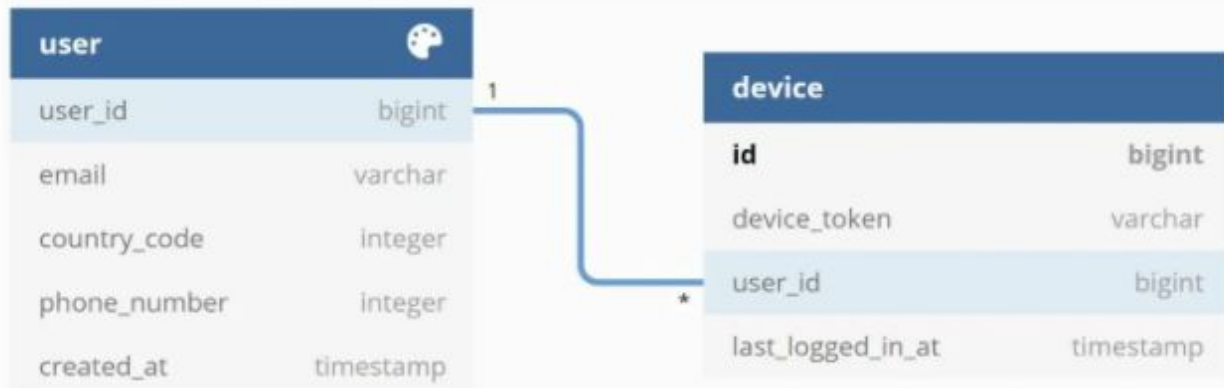 user
user_id bigint
email varchar
country_code integer
phone_number integer
created_at timestamp
1
*
device
id bigint
device_token varchar
user_id bigint
last_logged_in_at timestamp